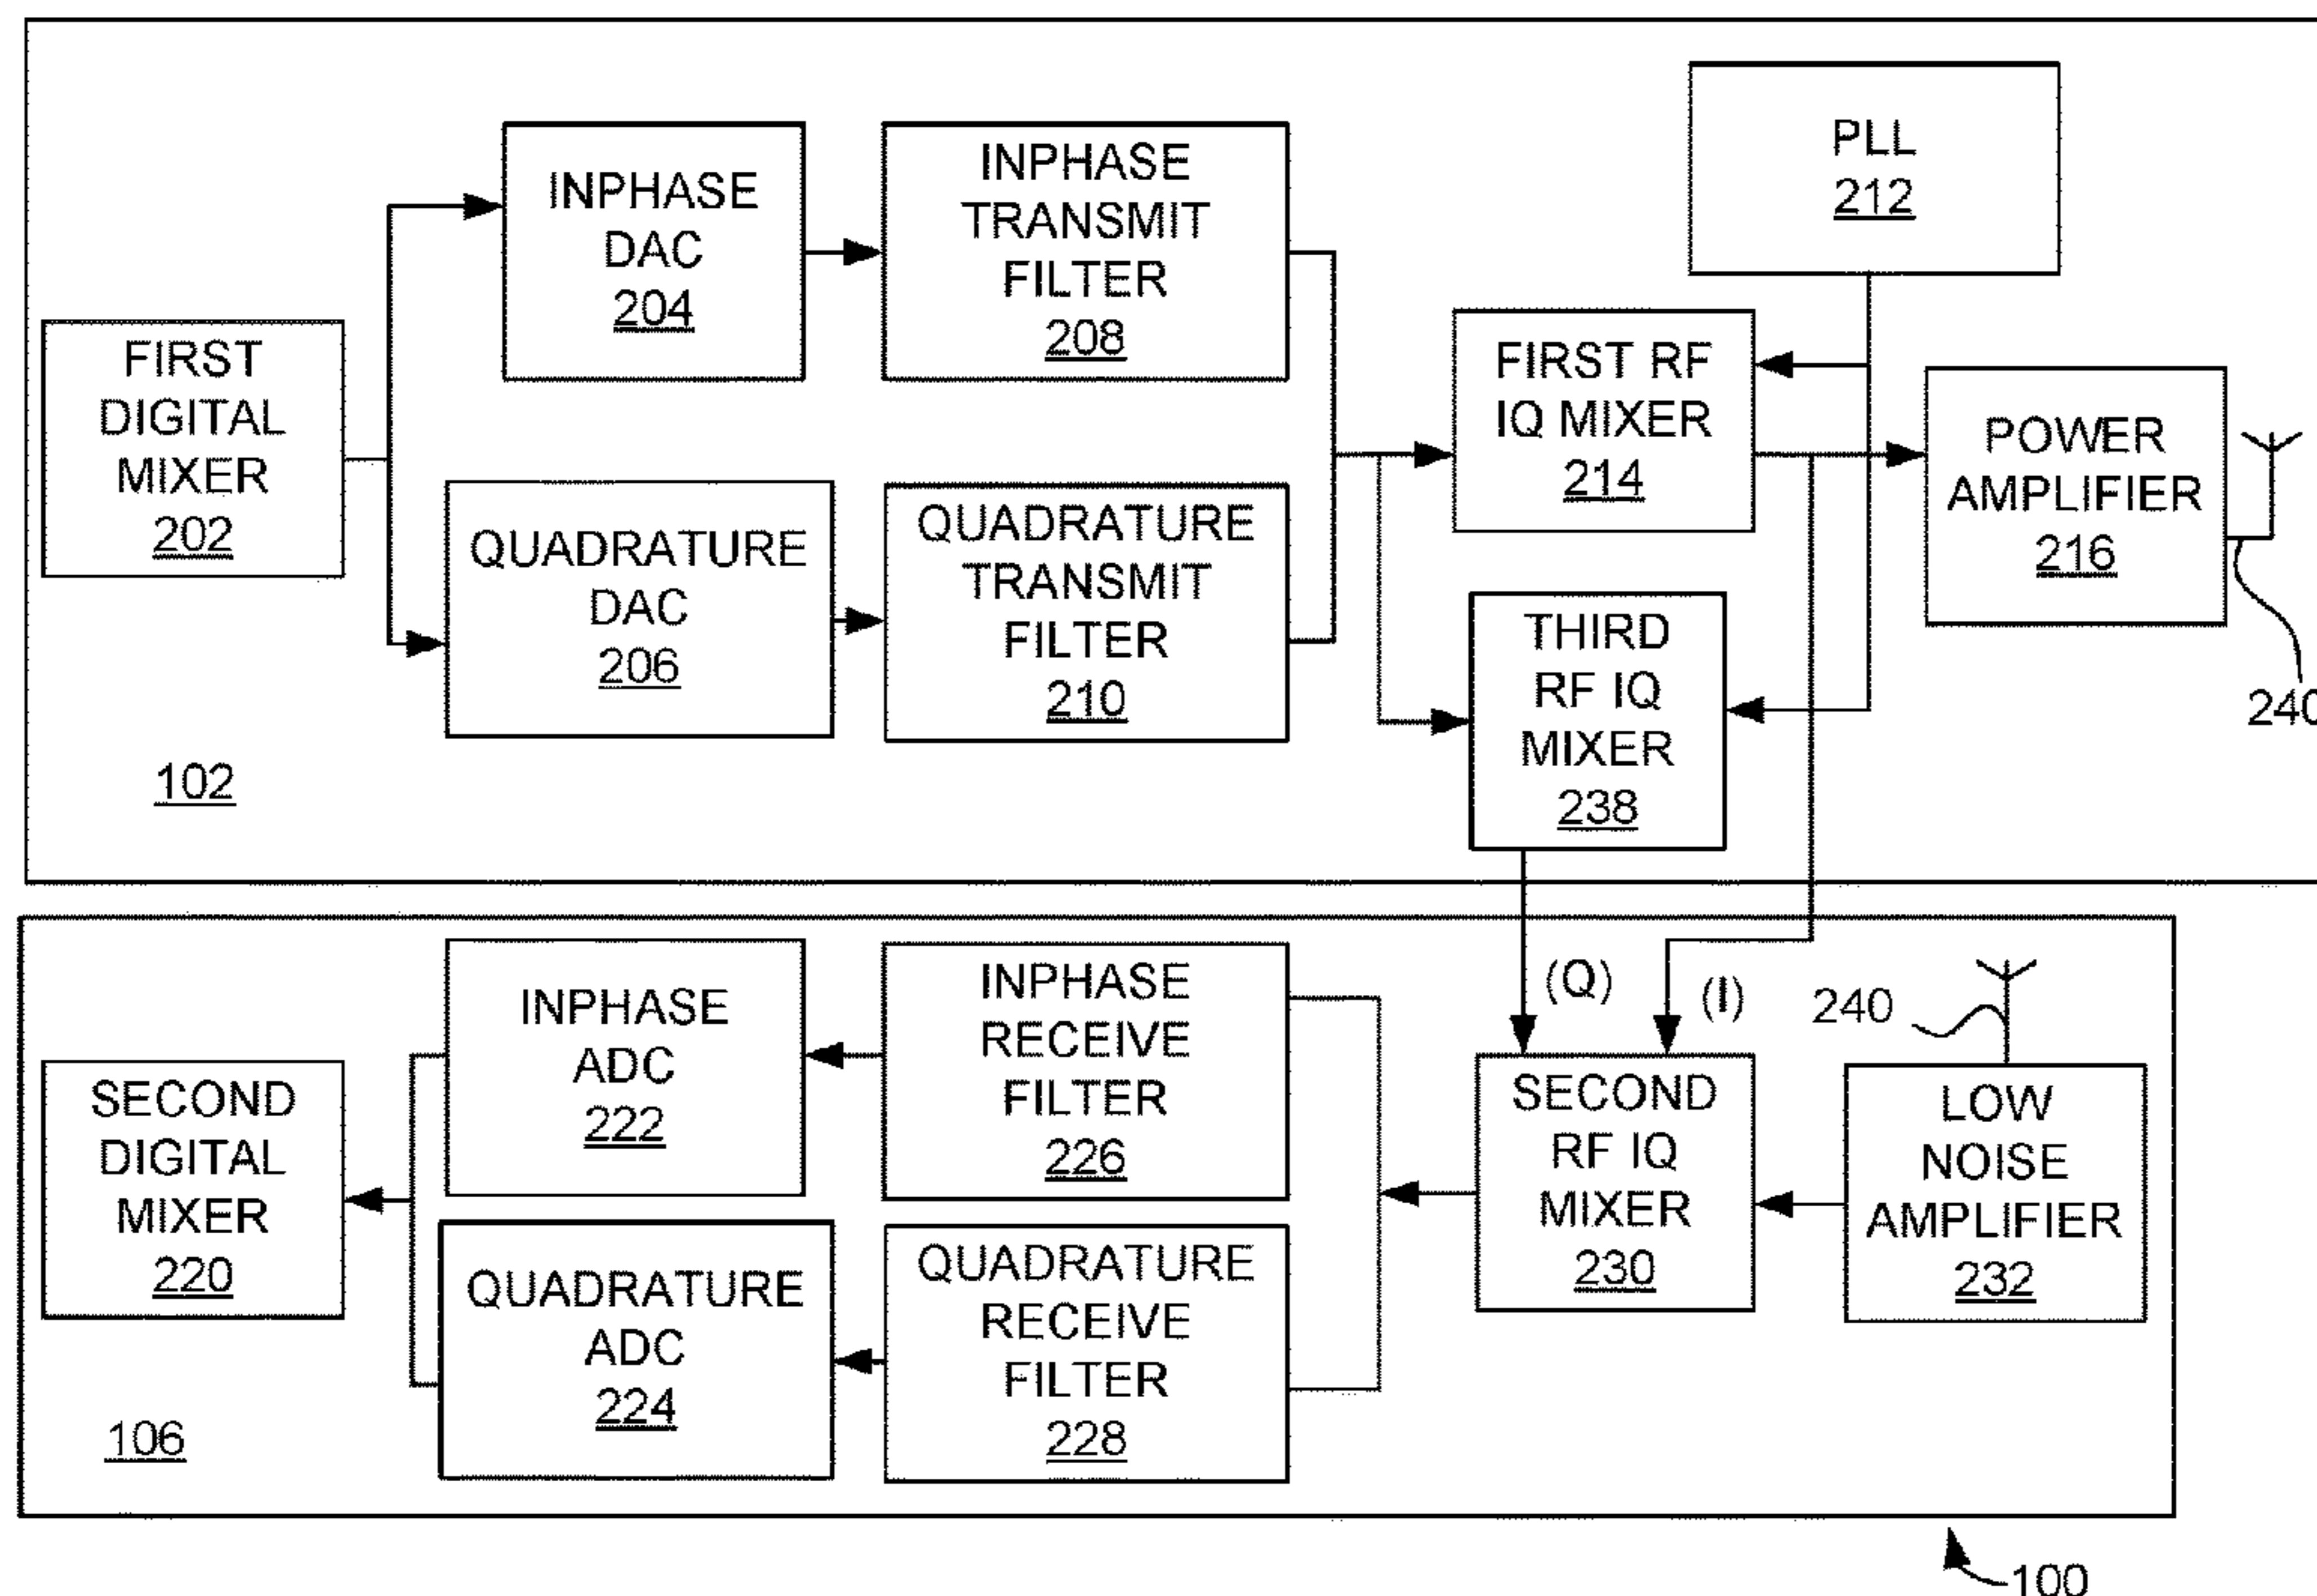 INPHASE
DAC
204
INPHASE
TRANSMIT
FILTER
208
PLL
212
FIRST
DIGITAL
MIXER
202
FIRST RF
IQ MIXER
214
POWER
AMPLIFIER
216
QUADRATURE
DAC
206
QUADRATURE
TRANSMIT
FILTER
210
THIRD
RF IQ
MIXER
238
240
102
INPHASE
ADC
222
INPHASE
RECEIVE
FILTER
226
(Q)
(I)
240
SECOND
DIGITAL
MIXER
220
SECOND
RF IQ
MIXER
230
LOW
NOISE
AMPLIFIER
232
QUADRATURE
ADC
224
QUADRATURE
RECEIVE
FILTER
228
106
100